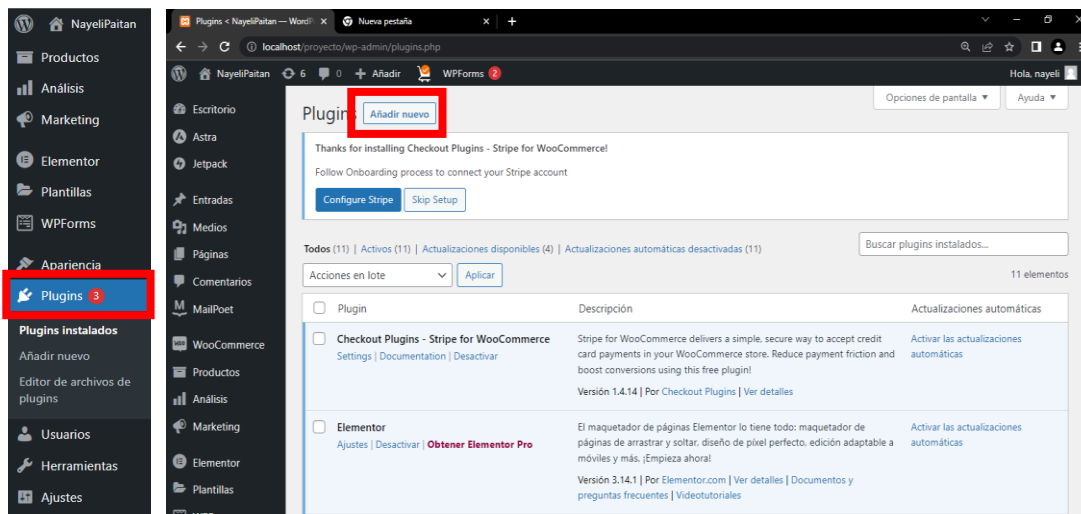 NayeliPaitan
Productos
Análisis
Marketing
Elementor
Plantillas
WPForms
Apariencia
Plugins 3
Plugins instalados
Añadir nuevo
Editor de archivos de
plugins
Usuarios
Herramientas
Ajustes
Plugins < NayeliPaitan — WordP
Nueva pestaña
localhost/proyecto/wp-admin/plugins.php
NayeliPaitan 6 0 Añadir WPForms 2 Hola, nayeli
Escritorio
Astra
Jetpack
Entradas
Medios
Páginas
Comentarios
MailPoet
WooCommerce
Productos
Análisis
Marketing
Elementor
Plantillas
Opciones de pantalla ▼ Ayuda ▼
Plugins Añadir nuevo
Thanks for installing Checkout Plugins - Stripe for WooCommerce!
Follow Onboarding process to connect your Stripe account
Configure Stripe Skip Setup
Todos (11) | Activos (11) | Actualizaciones disponibles (4) | Actualizaciones automáticas desactivadas (11)
Buscar plugins instalados...
Acciones en lote Aplicar
11 elementos
Plugin Descripción Actualizaciones automáticas
Checkout Plugins - Stripe for WooCommerce
Settings | Documentation | Desactivar
Stripe for WooCommerce delivers a simple, secure way to accept credit
card payments in your WooCommerce store. Reduce payment friction and
boost conversions using this free plugin!
Versión 1.4.14 | Por Checkout Plugins | Ver detalles
Activar las actualizaciones
automáticas
Elementor
Ajustes | Desactivar | Obtener Elementor Pro
El maquetador de páginas Elementor lo tiene todo: maquetador de
páginas de arrastrar y soltar, diseño de píxel perfecto, edición adaptable a
móviles y más. ¡Empieza ahora!
Versión 3.14.1 | Por Elementor.com | Ver detalles | Documentos y
preguntas frecuentes | Videotutoriales
Activar las actualizaciones
automáticas